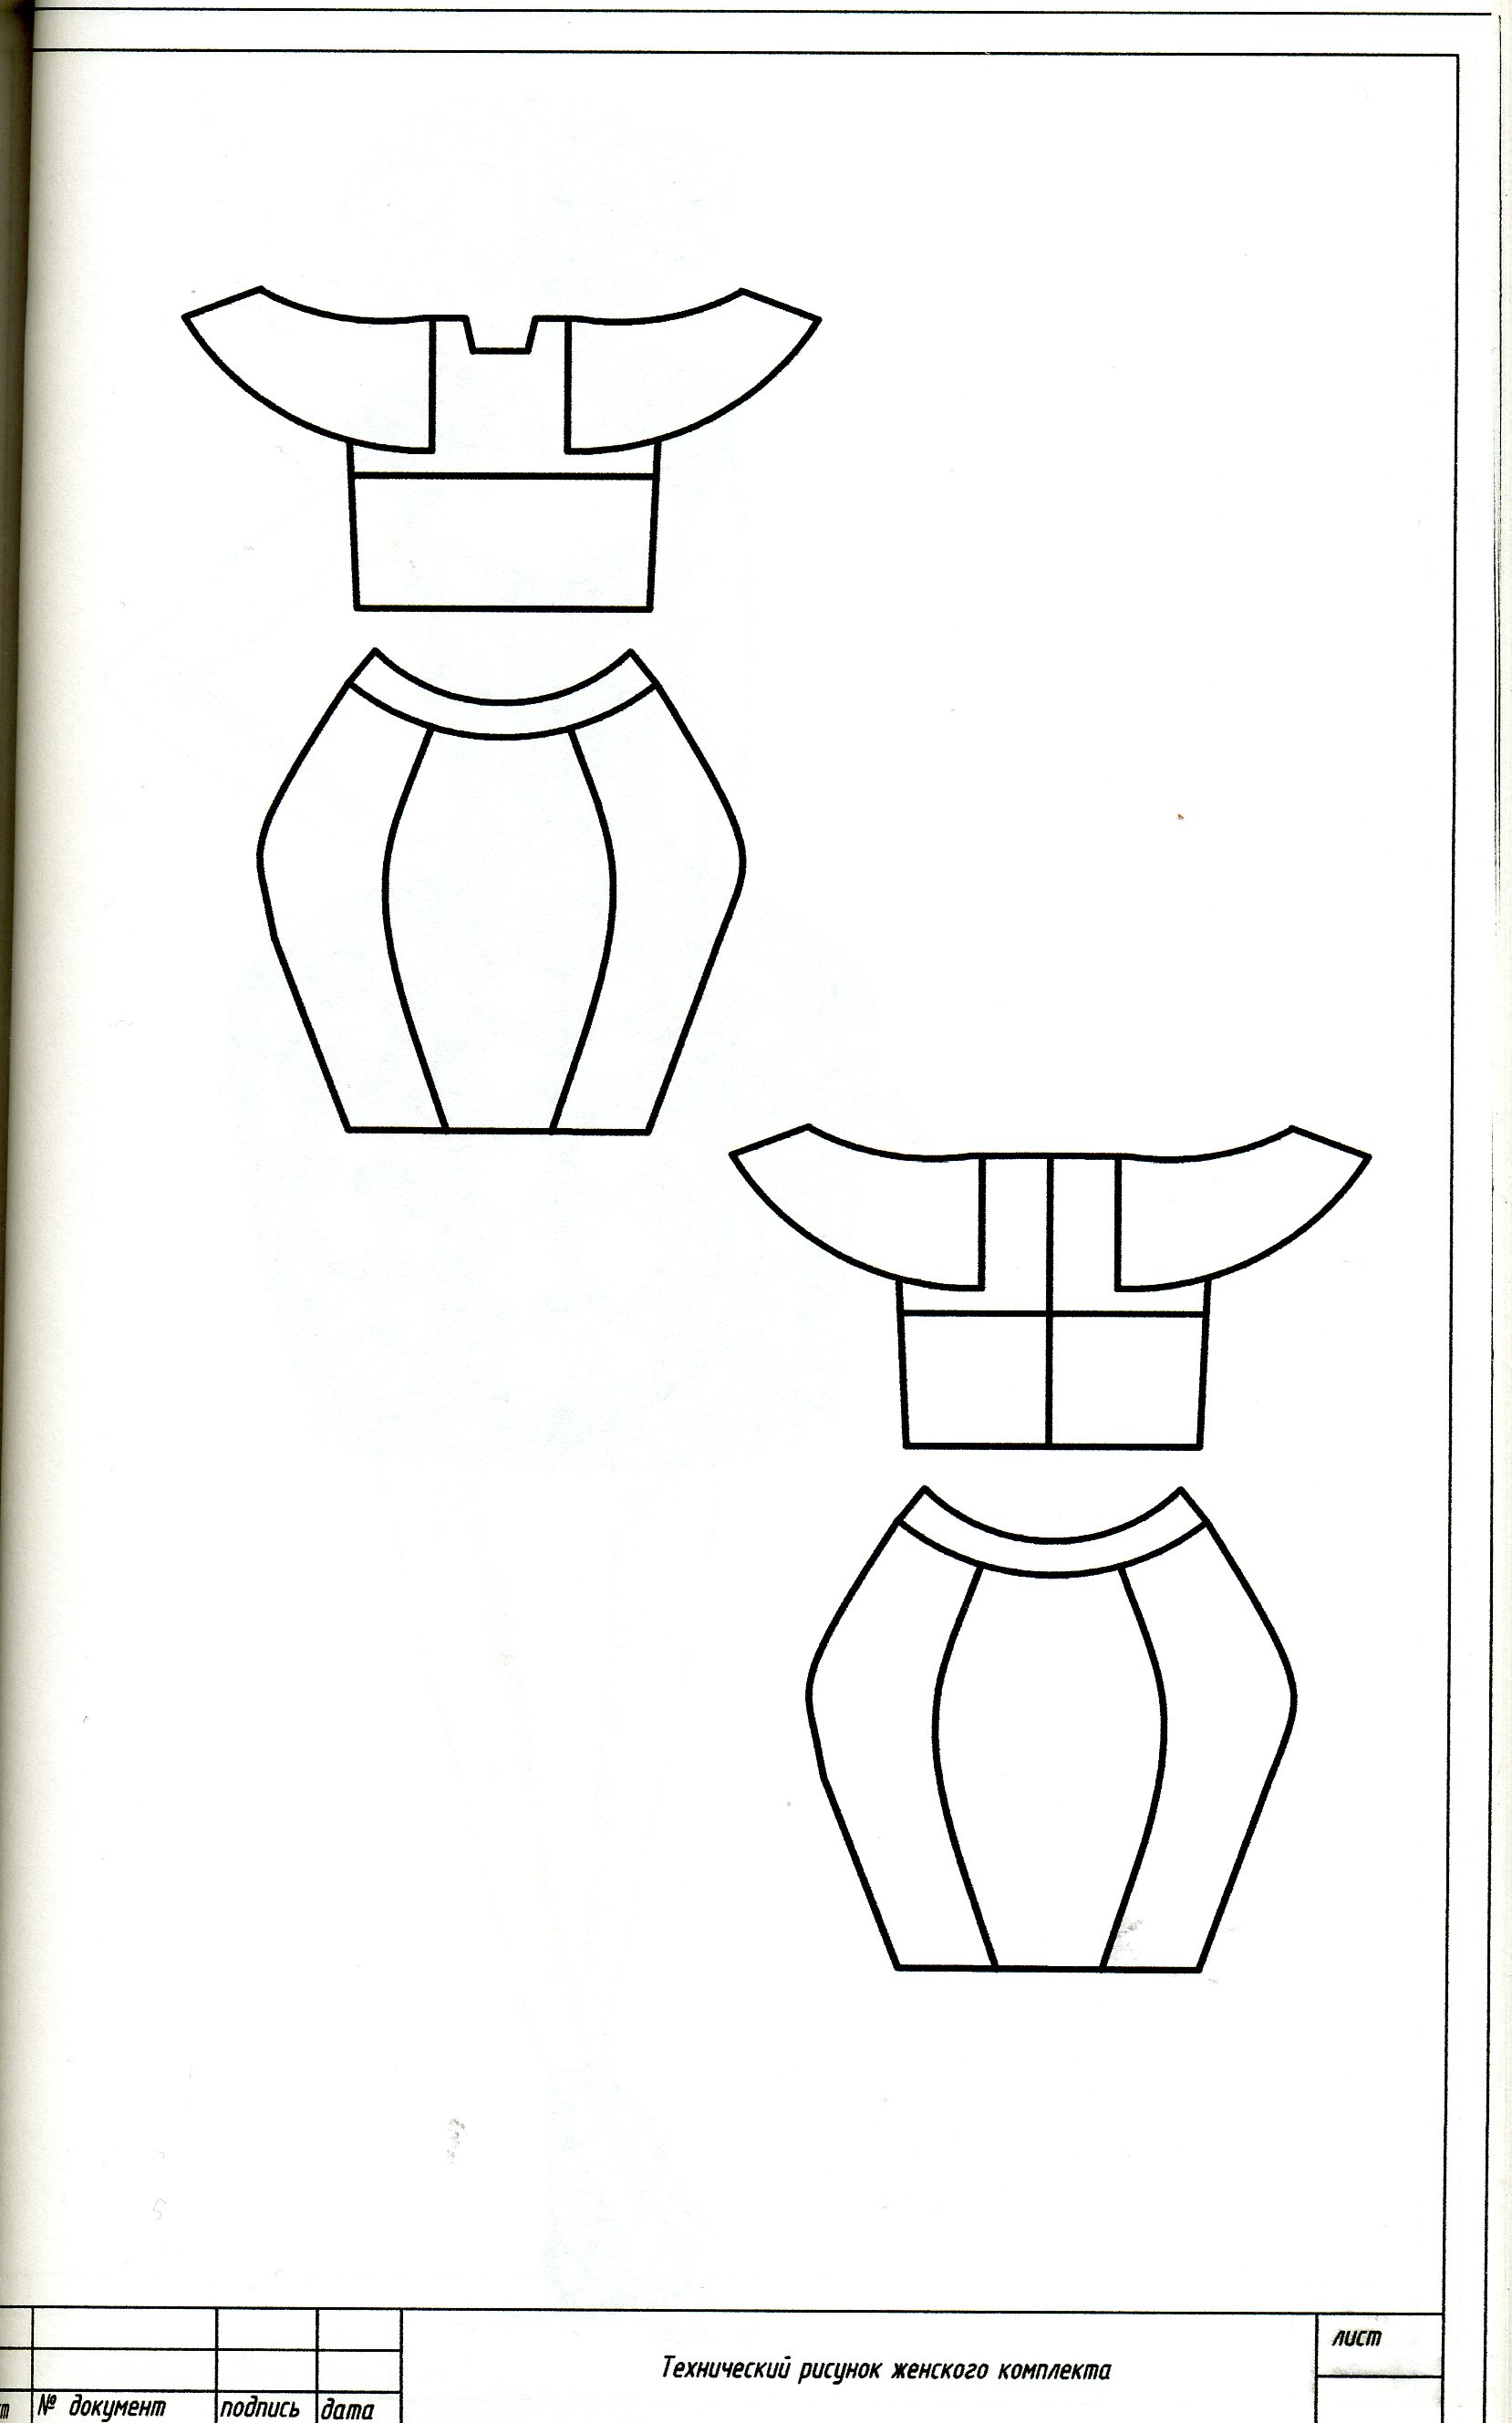 лист
Технический рисунок женского комплекта
№ документ подпись дата